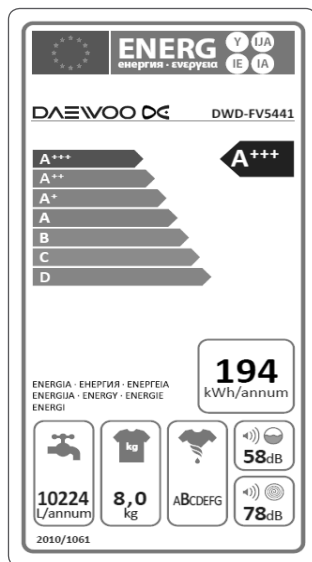 ENERG Y IJA IE IA
енергия · ενεργεια
DAEWOO DWD-FV5441
A+++
A+++
A++
A+
A
B
C
D
194
kWh/annum
ENERGIA · ЕНЕРГИЯ · ΕΝΕΡΓΕΙΑ
ENERGIJA · ENERGY · ENERGIE
ENERGI
10224
L/annum
kg
8,0
kg
ABCDEFG
58dB
78dB
2010/1061